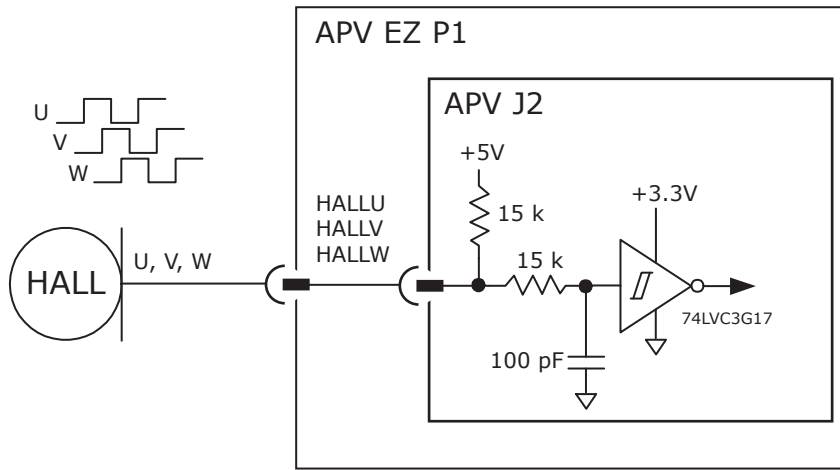 APV EZ P1
APV J2
U
V
W
+5V
+3.3V
HALLU
HALLV
HALLW
15 k
15 k
HALL
U, V, W
74LVC3G17
100 pF